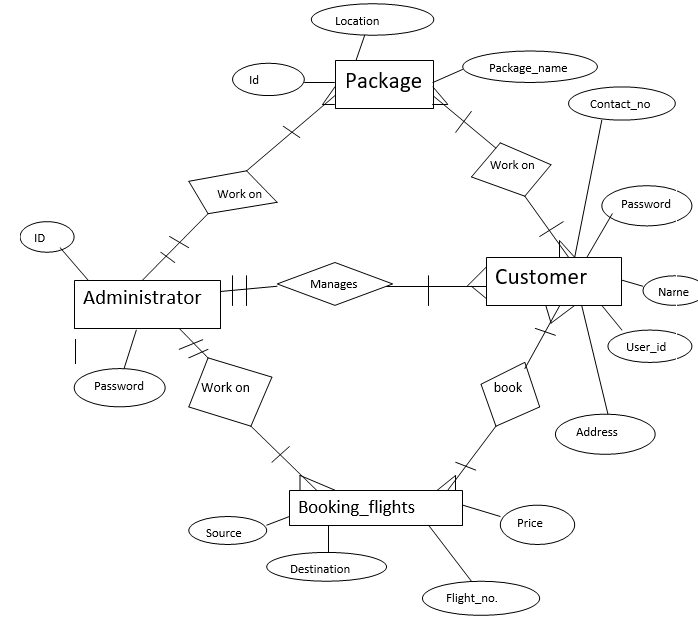 Location
Id
Package
Package_name
Contact_no
Work on
Work on
Password
ID
Administrator
Manages
Customer
Name
User_id
Password
Work on
book
Address
Booking_flights
Source
Price
Destination
Flight_no.